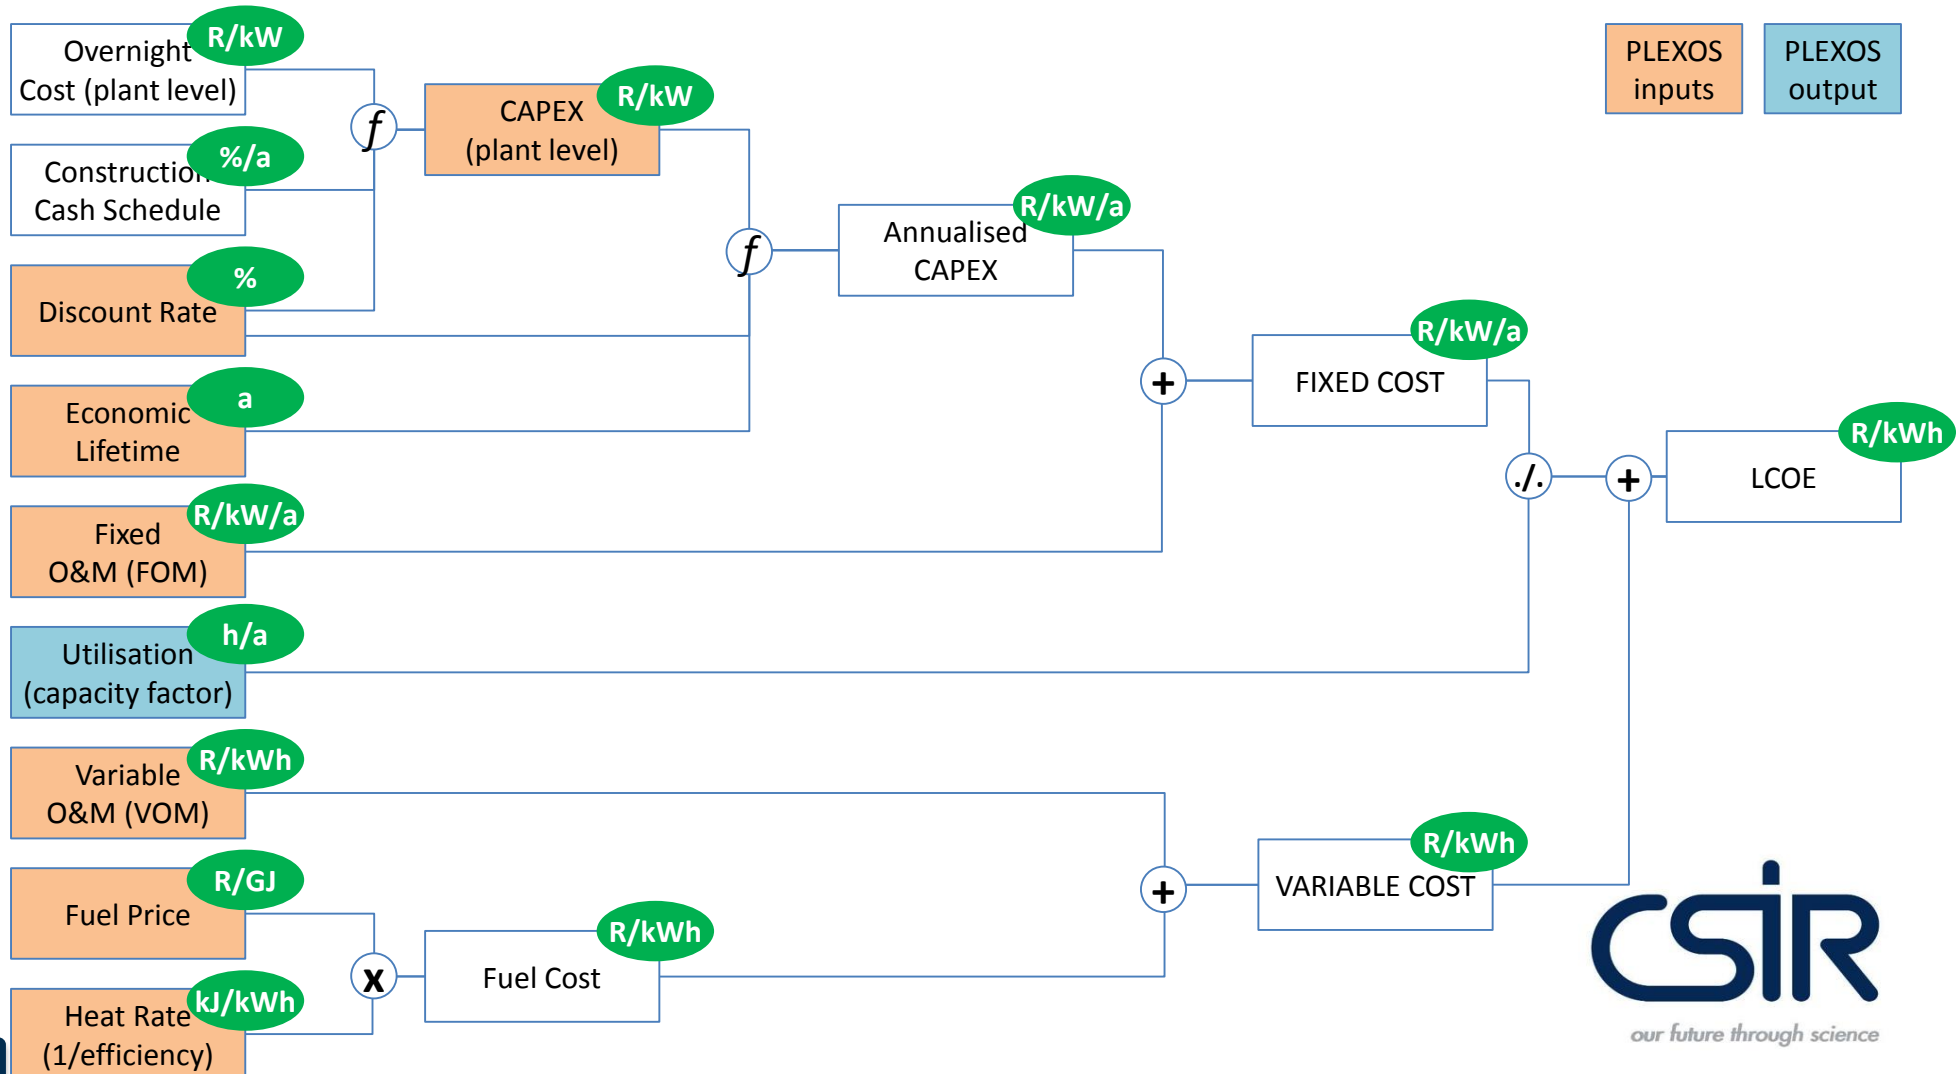 Overnight
Cost (plant level)
R/kW
Construction
Cash Schedule
%/a
Discount Rate
%
Economic
Lifetime
a
Fixed
O&M (FOM)
R/kW/a
Utilisation
(capacity factor)
h/a
Variable
O&M (VOM)
R/kWh
Fuel Price
R/GJ
Heat Rate
(1/efficiency)
kJ/kWh
f
CAPEX
(plant level)
R/kW
f
Annualised
CAPEX
R/kW/a
+
FIXED COST
R/kW/a
./.
+
LCOE
R/kWh
x
Fuel Cost
R/kWh
+
VARIABLE COST
R/kWh
PLEXOS
inputs
PLEXOS
output
CSIR
our future through science